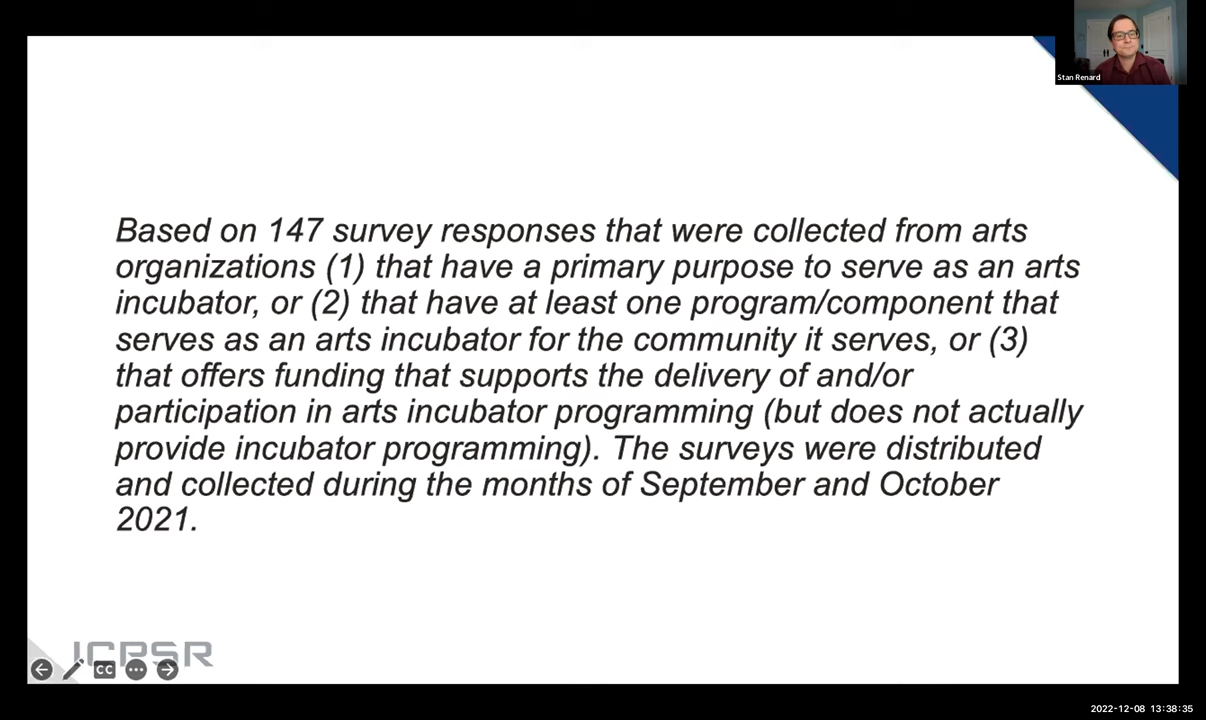 Stan Renard
Based on 147 survey responses that were collected from arts
organizations (1) that have a primary purpose to serve as an arts
incubator, or (2) that have at least one program/component that
serves as an arts incubator for the community it serves, or (3)
that offers funding that supports the delivery of and/or
participation in arts incubator programming (but does not actually
provide incubator programming). The surveys were distributed
and collected during the months of September and October
2021.
ICPSR
CC
2022-12-08 13:38:35